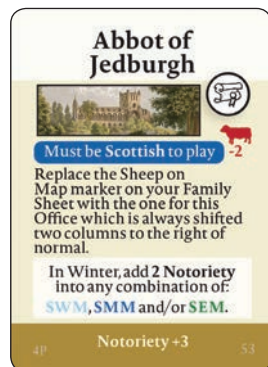 Abbot of
Jedburgh
Must be Scottish to play
-2
Replace the Sheep on
Map marker on your Family
Sheet with the one for this
Office which is always shifted
two columns to the right of
normal.
In Winter, add 2 Notoriety
into any combination of:
SWM, SMM and/or SEM.
Notoriety +3
4P
53